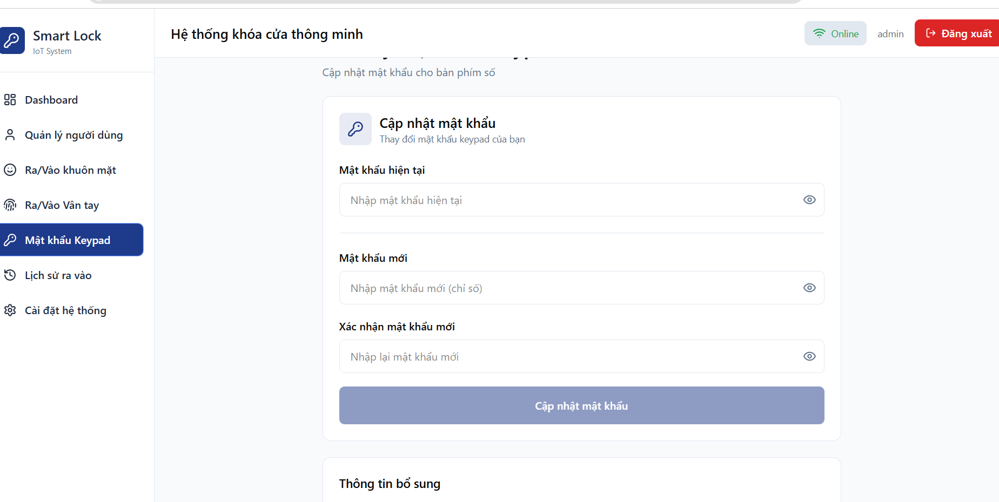 Smart Lock
IoT System
Hệ thống khóa cửa thông minh
Online
admin
Đăng xuất
Dashboard
Quản lý người dùng
Ra/Vào khuôn mặt
Ra/Vào Vân tay
Mật khẩu Keypad
Lịch sử ra vào
Cài đặt hệ thống
Cập nhật mật khẩu cho bàn phím số
Cập nhật mật khẩu
Thay đổi mật khẩu keypad của bạn
Mật khẩu hiện tại
Nhập mật khẩu hiện tại
Mật khẩu mới
Nhập mật khẩu mới (chỉ số)
Xác nhận mật khẩu mới
Nhập lại mật khẩu mới
Cập nhật mật khẩu
Thông tin bổ sung